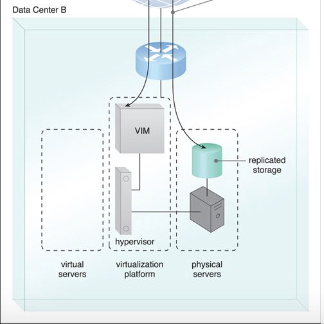 Data Center B
VIM
replicated
storage
hypervisor
virtual
servers
virtualization
platform
physical
servers